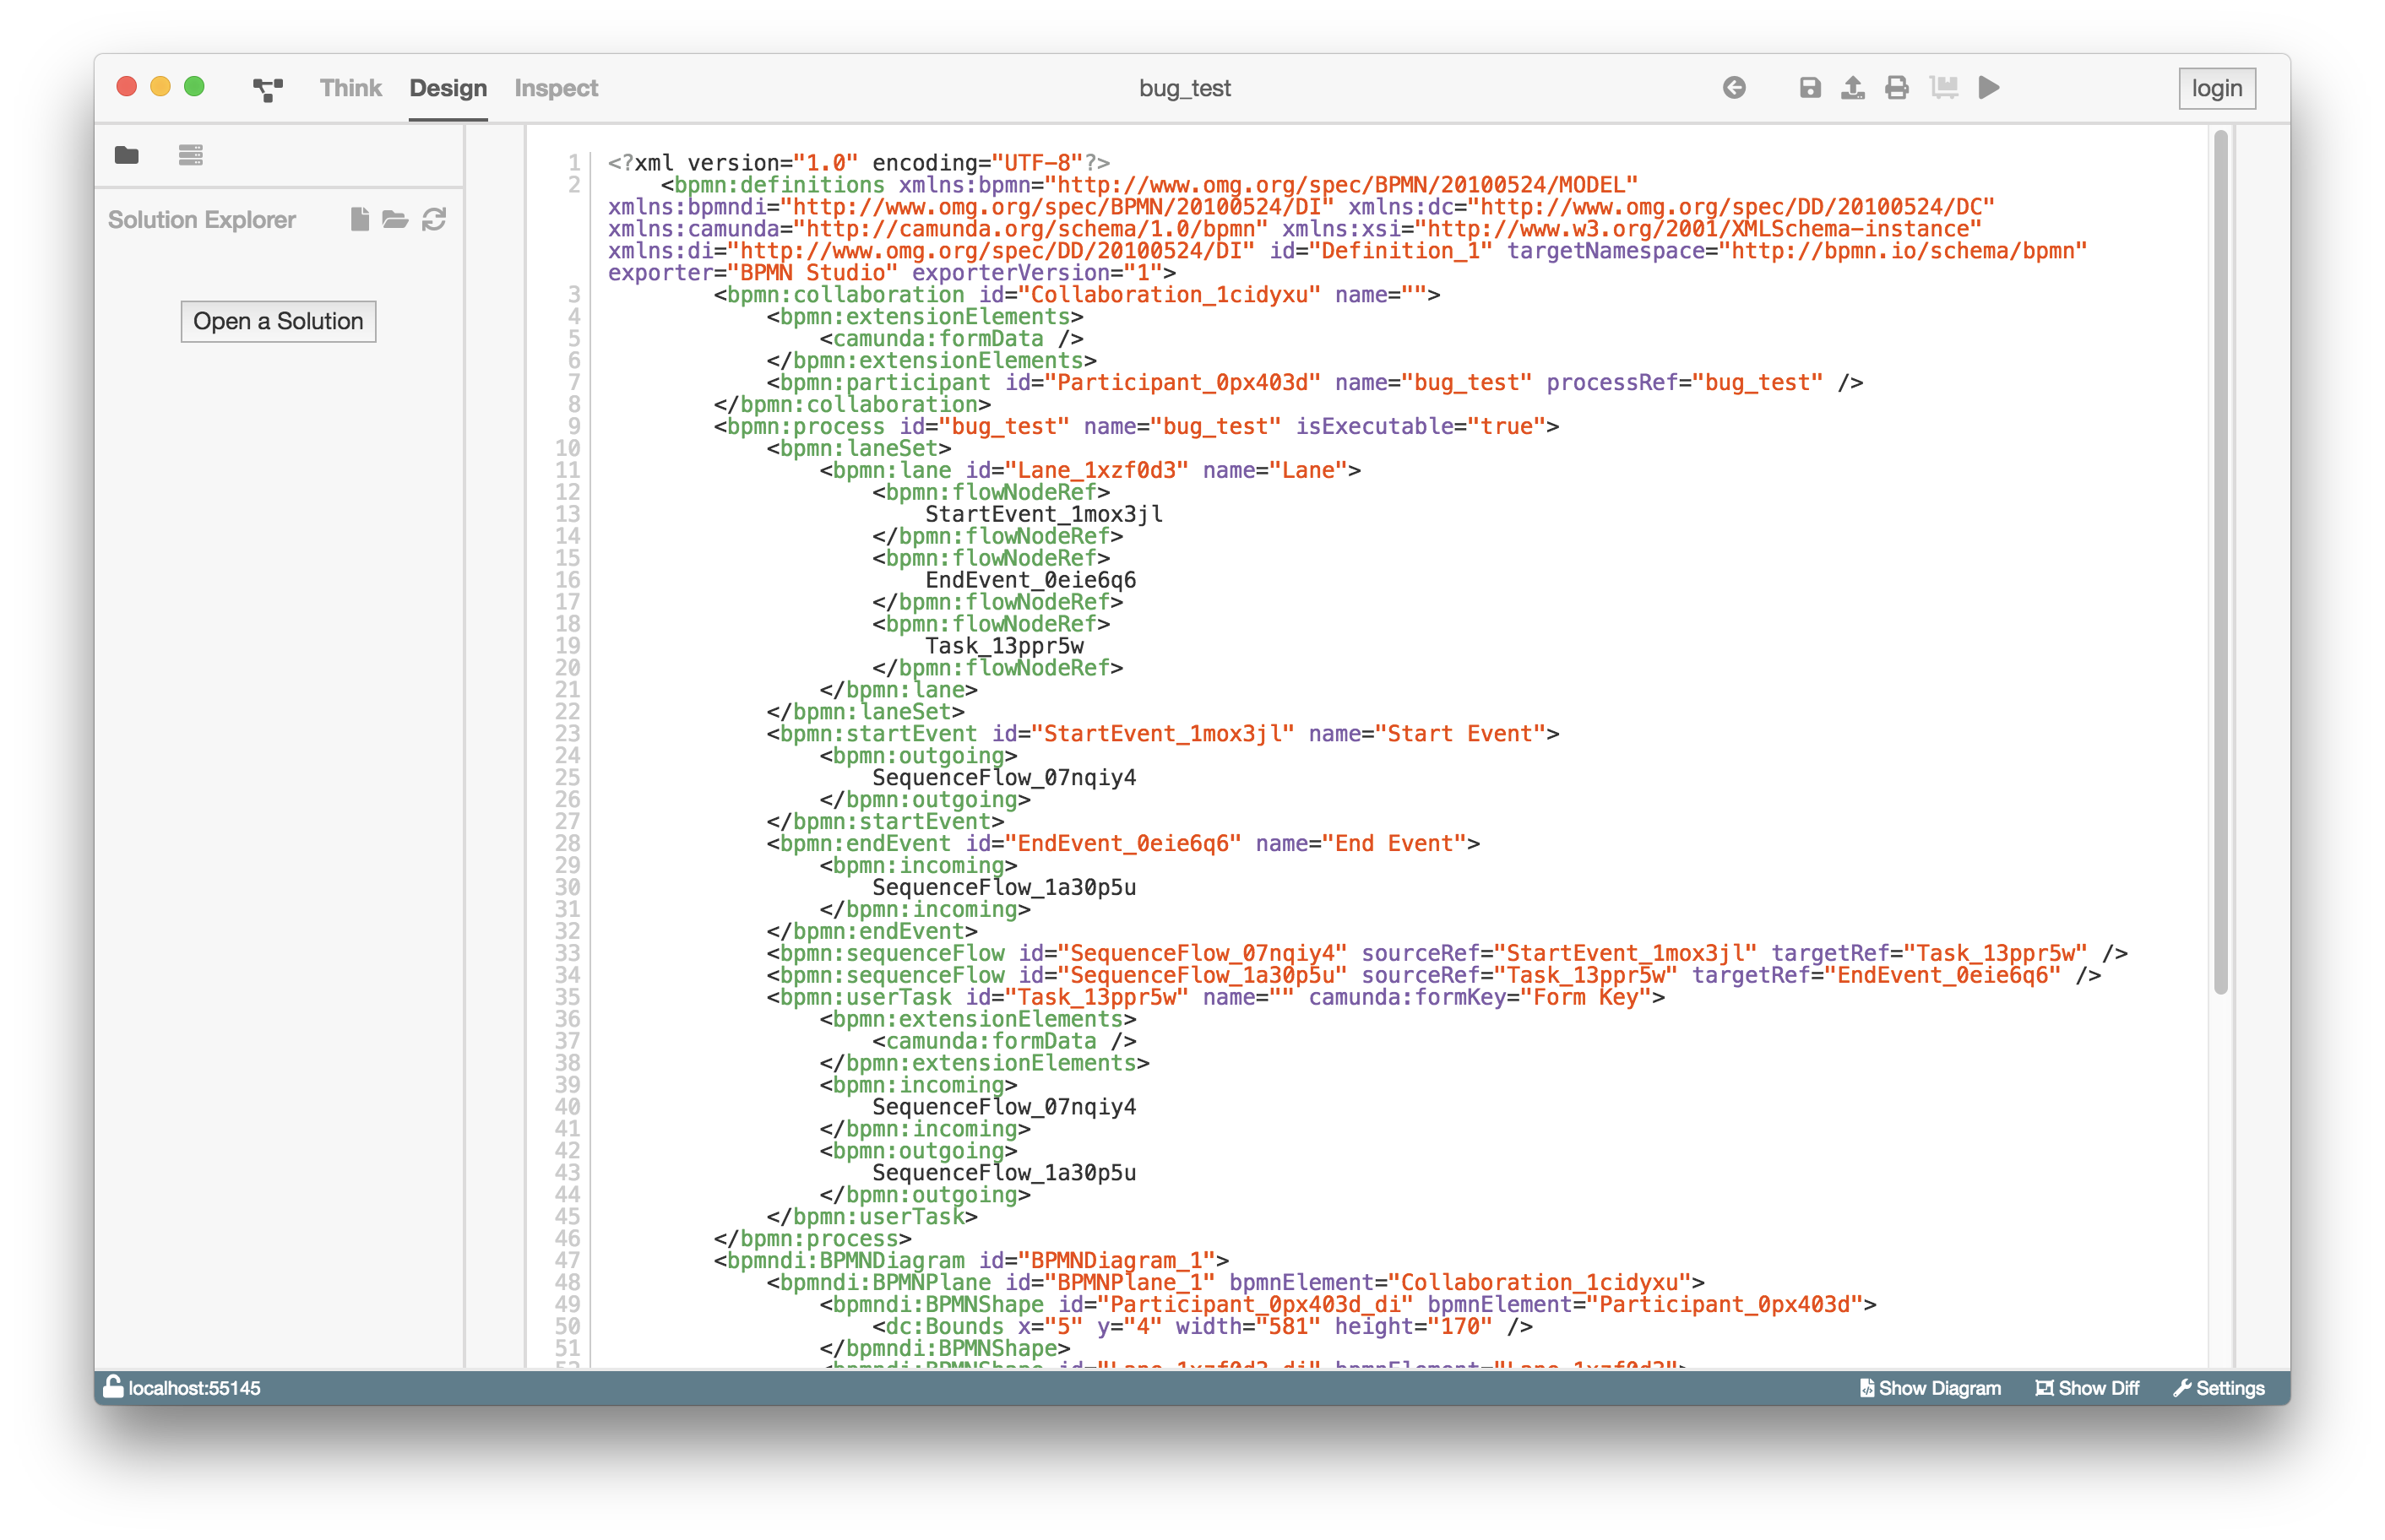 Think Design Inspect bug_test login
Solution Explorer
Open a Solution
1 <?xml version="1.0" encoding="UTF-8"?>
2 <bpmn:definitions xmlns:bpmn="http://www.omg.org/spec/BPMN/20100524/MODEL"
xmlns:bpmndi="http://www.omg.org/spec/BPMN/20100524/DI" xmlns:dc="http://www.omg.org/spec/DD/20100524/DC"
xmlns:camunda="http://camunda.org/schema/1.0/bpmn" xmlns:xsi="http://www.w3.org/2001/XMLSchema-instance"
xmlns:di="http://www.omg.org/spec/DD/20100524/DI" id="Definition_1" targetNamespace="http://bpmn.io/schema/bpmn"
exporter="BPMN Studio" exporterVersion="1">
3 <bpmn:collaboration id="Collaboration_1cidyxu" name="">
4 <bpmn:extensionElements>
5 <camunda:formData />
6 </bpmn:extensionElements>
7 <bpmn:participant id="Participant_0px403d" name="bug_test" processRef="bug_test" />
8 </bpmn:collaboration>
9 <bpmn:process id="bug_test" name="bug_test" isExecutable="true">
10 <bpmn:laneSet>
11 <bpmn:lane id="Lane_1xzf0d3" name="Lane">
12 <bpmn:flowNodeRef>
13 StartEvent_1mox3jl
14 </bpmn:flowNodeRef>
15 <bpmn:flowNodeRef>
16 EndEvent_0eie6q6
17 </bpmn:flowNodeRef>
18 <bpmn:flowNodeRef>
19 Task_13ppr5w
20 </bpmn:flowNodeRef>
21 </bpmn:lane>
22 </bpmn:laneSet>
23 <bpmn:startEvent id="StartEvent_1mox3jl" name="Start Event">
24 <bpmn:outgoing>
25 SequenceFlow_07nqiy4
26 </bpmn:outgoing>
27 </bpmn:startEvent>
28 <bpmn:endEvent id="EndEvent_0eie6q6" name="End Event">
29 <bpmn:incoming>
30 SequenceFlow_1a30p5u
31 </bpmn:incoming>
32 </bpmn:endEvent>
33 <bpmn:sequenceFlow id="SequenceFlow_07nqiy4" sourceRef="StartEvent_1mox3jl" targetRef="Task_13ppr5w" />
34 <bpmn:sequenceFlow id="SequenceFlow_1a30p5u" sourceRef="Task_13ppr5w" targetRef="EndEvent_0eie6q6" />
35 <bpmn:userTask id="Task_13ppr5w" name="" camunda:formKey="Form Key">
36 <bpmn:extensionElements>
37 <camunda:formData />
38 </bpmn:extensionElements>
39 <bpmn:incoming>
40 SequenceFlow_07nqiy4
41 </bpmn:incoming>
42 <bpmn:outgoing>
43 SequenceFlow_1a30p5u
44 </bpmn:outgoing>
45 </bpmn:userTask>
46 </bpmn:process>
47 <bpmndi:BPMNDiagram id="BPMNDiagram_1">
48 <bpmndi:BPMNPlane id="BPMNPlane_1" bpmnElement="Collaboration_1cidyxu">
49 <bpmndi:BPMNShape id="Participant_0px403d_di" bpmnElement="Participant_0px403d">
50 <dc:Bounds x="5" y="4" width="581" height="170" />
51 </bpmndi:BPMNShape>
52 <bpmndi:BPMNShape id="Lane_1xzf0d3_di" bpmnElement="Lane_1xzf0d3">
localhost:55145 Show Diagram Show Diff Settings